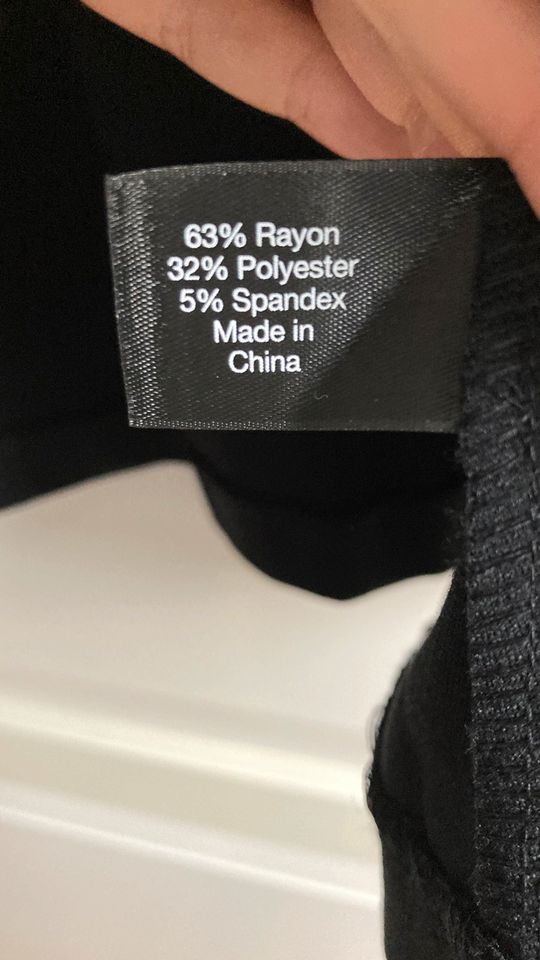 63% Rayon
32% Polyester
5% Spandex
Made in
China